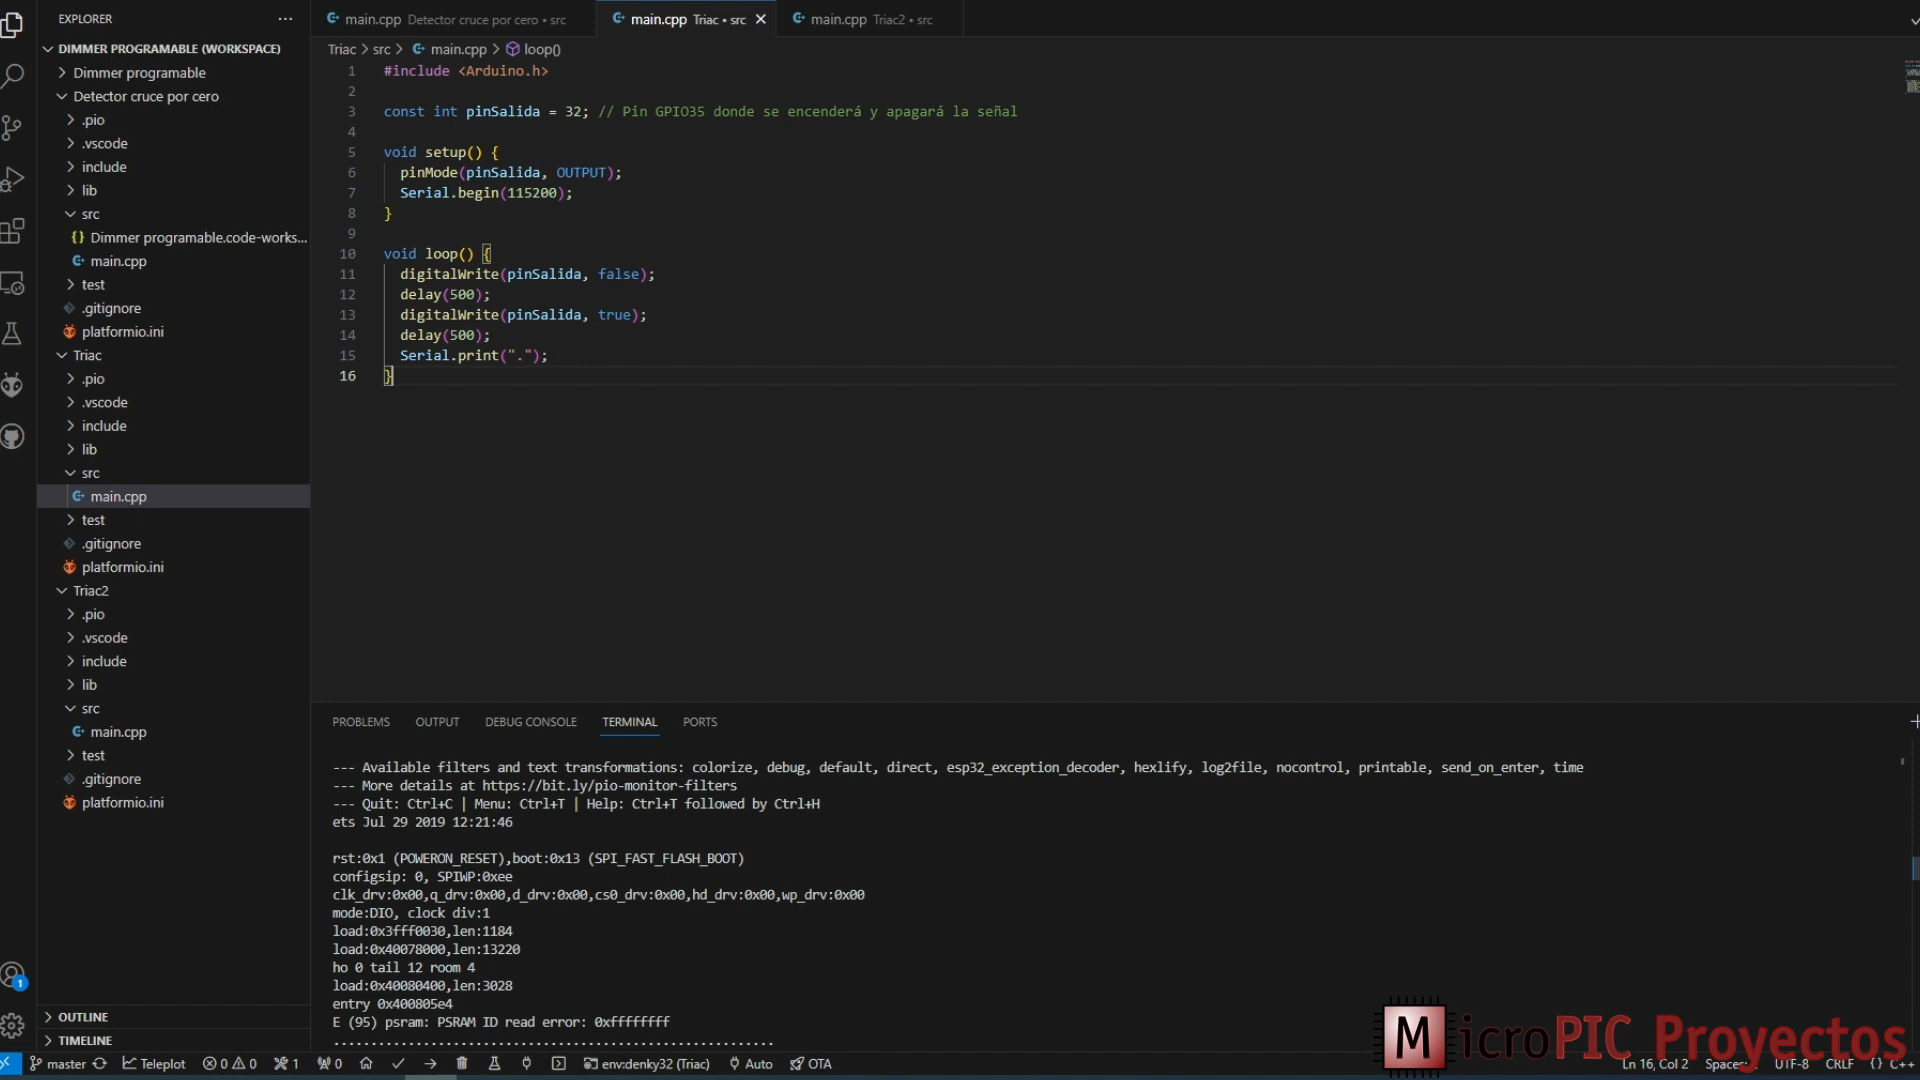 EXPLORER
DIMMER PROGRAMABLE (WORKSPACE)
Dimmer programable
Detector cruce por cero
.pio
.vscode
include
lib
src
{} Dimmer programable.code-works...
main.cpp
test
.gitignore
platformio.ini
Triac
.pio
.vscode
include
lib
src
main.cpp
test
.gitignore
platformio.ini
Triac2
.pio
.vscode
include
lib
src
main.cpp
test
.gitignore
platformio.ini
OUTLINE
TIMELINE
main.cpp Detector cruce por cero • src
main.cpp Triac • src
main.cpp Triac2 • src
Triac > src > main.cpp > loop()
1 #include <Arduino.h>
2
3 const int pinSalida = 32; // Pin GPIO35 donde se encenderá y apagará la señal
4
5 void setup() {
6 pinMode(pinSalida, OUTPUT);
7 Serial.begin(115200);
8 }
9
10 void loop() {
11 digitalWrite(pinSalida, false);
12 delay(500);
13 digitalWrite(pinSalida, true);
14 delay(500);
15 Serial.print(".");
16 }
PROBLEMS OUTPUT DEBUG CONSOLE TERMINAL PORTS
--- Available filters and text transformations: colorize, debug, default, direct, esp32_exception_decoder, hexlify, log2file, nocontrol, printable, send_on_enter, time
--- More details at https://bit.ly/pio-monitor-filters
--- Quit: Ctrl+C | Menu: Ctrl+T | Help: Ctrl+T followed by Ctrl+H
ets Jul 29 2019 12:21:46
rst:0x1 (POWERON_RESET),boot:0x13 (SPI_FAST_FLASH_BOOT)
configsip: 0, SPIWP:0xee
clk_drv:0x00,q_drv:0x00,d_drv:0x00,cs0_drv:0x00,hd_drv:0x00,wp_drv:0x00
mode:DIO, clock div:1
load:0x3fff0030,len:1184
load:0x40078000,len:13220
ho 0 tail 12 room 4
load:0x40080400,len:3028
entry 0x400805e4
E (95) psram: PSRAM ID read error: 0xffffffff
..........................................................
MicroPIC Proyectos
1
master Teleplot 0 0 1 0 env:denky32 (Triac) Auto OTA
Ln 16, Col 2 Spaces: UTF-8 CRLF {} C++